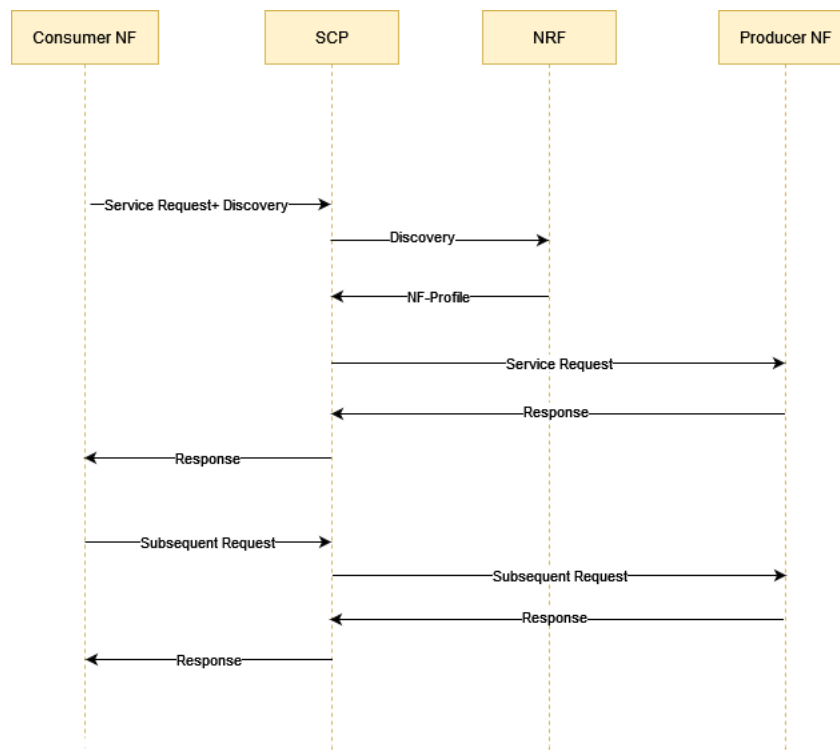 Consumer NF
SCP
NRF
Producer NF
Service Request+ Discovery
Discovery
NF-Profile
Service Request
Response
Response
Subsequent Request
Subsequent Request
Response
Response